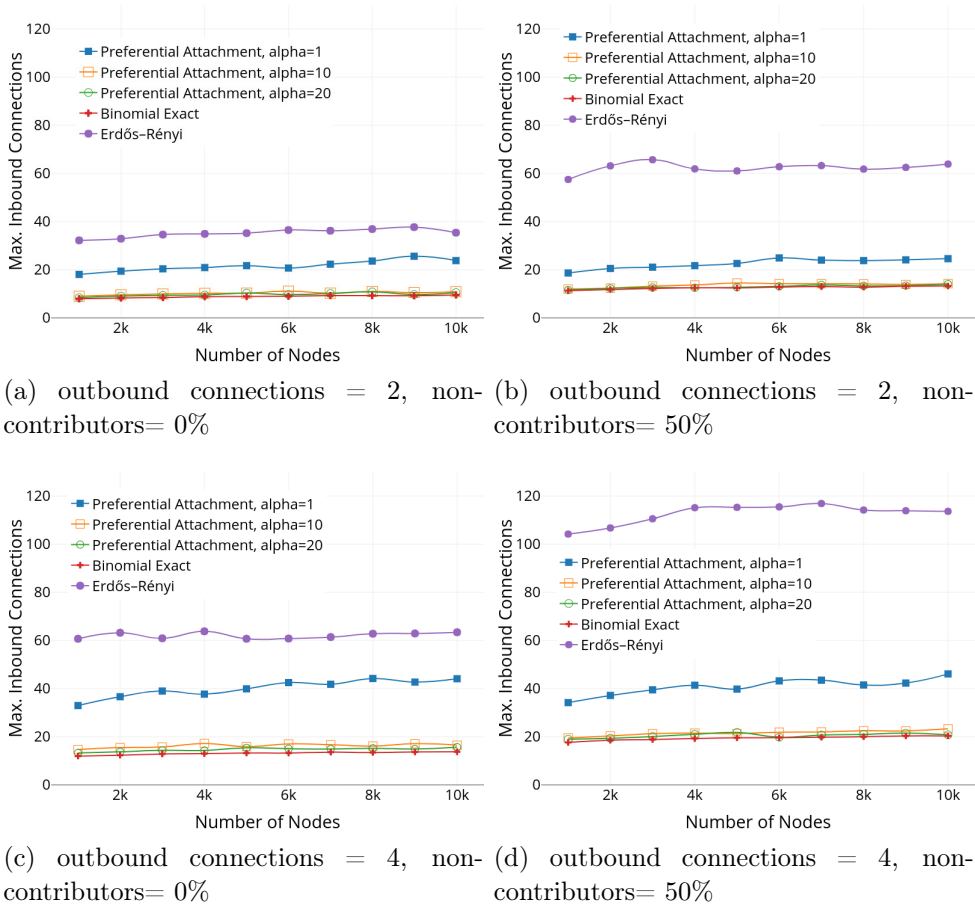 120
100
80
60
40
20
0
Max. Inbound Connections
Preferential Attachment, alpha=1
Preferential Attachment, alpha=10
Preferential Attachment, alpha=20
Binomial Exact
Erdős–Rényi
2k 4k 6k 8k 10k
Number of Nodes
(a) outbound connections = 2, non-
contributors= 0%
120
100
80
60
40
20
0
Max. Inbound Connections
Preferential Attachment, alpha=1
Preferential Attachment, alpha=10
Preferential Attachment, alpha=20
Binomial Exact
Erdős–Rényi
2k 4k 6k 8k 10k
Number of Nodes
(b) outbound connections = 2, non-
contributors= 50%
120
100
80
60
40
20
0
Max. Inbound Connections
Preferential Attachment, alpha=1
Preferential Attachment, alpha=10
Preferential Attachment, alpha=20
Binomial Exact
Erdős–Rényi
2k 4k 6k 8k 10k
Number of Nodes
(c) outbound connections = 4, non-
contributors= 0%
120
100
80
60
40
20
0
Max. Inbound Connections
Preferential Attachment, alpha=1
Preferential Attachment, alpha=10
Preferential Attachment, alpha=20
Binomial Exact
Erdős–Rényi
2k 4k 6k 8k 10k
Number of Nodes
(d) outbound connections = 4, non-
contributors= 50%